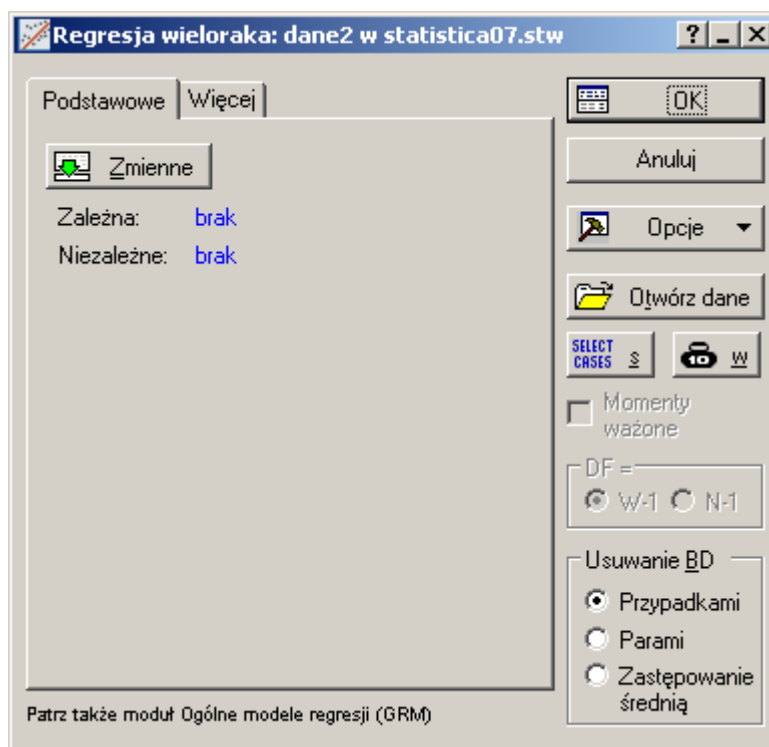 Regresja wieloraka: dane2 w statistica07.stw
Podstawowe
Więcej
OK
Zmienne
Anuluj
Zależna: brak
Niezależne: brak
Opcje
Otwórz dane
SELECT CASES S
10 W
Momenty
ważone
DF =
W-1 N-1
Usuwanie BD
Przypadkami
Parami
Zastępowanie
średnią
Patrz także moduł Ogólne modele regresji (GRM)